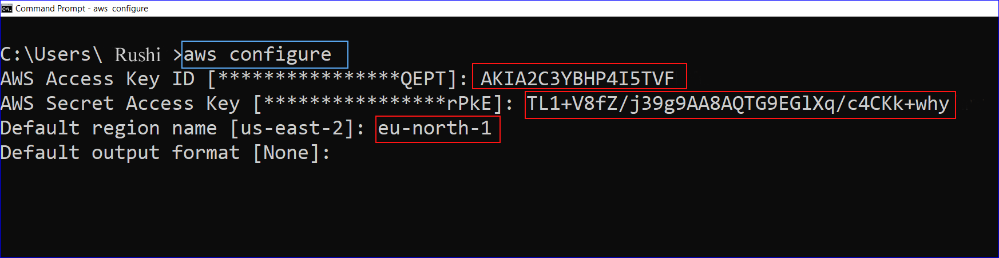 Command Prompt - aws configure
C:\Users\ Rushi >aws configure
AWS Access Key ID [****************QEPT]: AKIA2C3YBHP4I5TVF
AWS Secret Access Key [****************rPkE]: TL1+V8fZ/j39g9AA8AQTG9EGlXq/c4CKk+why
Default region name [us-east-2]: eu-north-1
Default output format [None]: